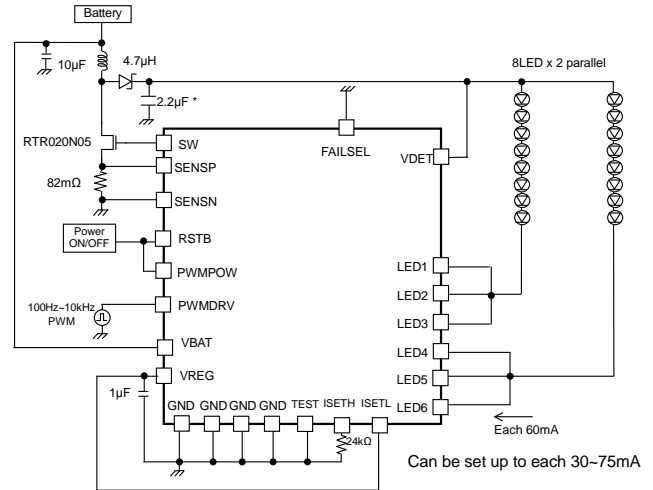 Battery
10µF
4.7µH
2.2µF *
8LED x 2 parallel
RTR020N05
82mΩ
SW
SENSP
SENSN
FAILSEL
VDET
Power
ON/OFF
RSTB
PWMPOW
100Hz~10kHz
PWM
PWMDRV
VBAT
VREG
1µF
LED1
LED2
LED3
LED4
LED5
LED6
GND GND GND GND TEST ISETH ISETL
24kΩ
Each 60mA
Can be set up to each 30~75mA